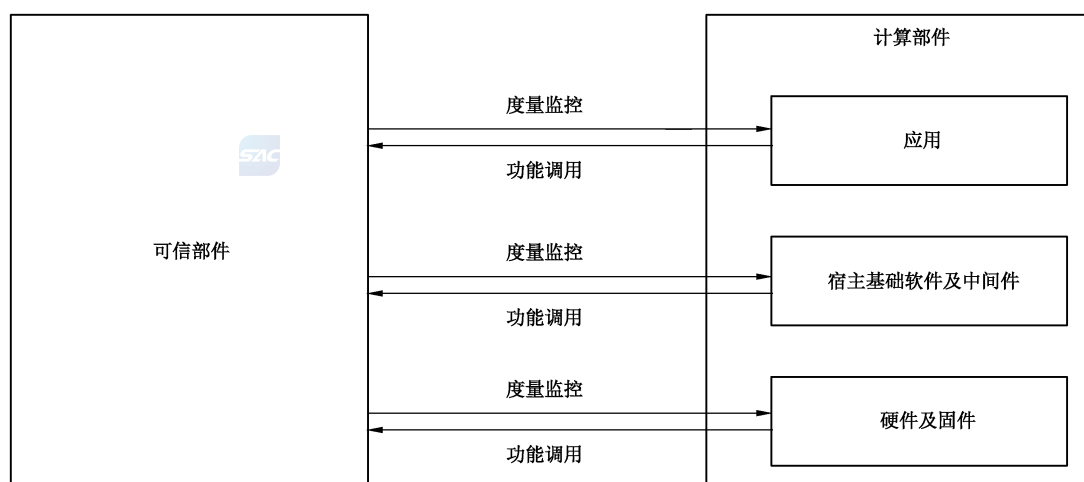 计算部件
度量监控
应用
功能调用
SAC
可信部件
度量监控
宿主基础软件及中间件
功能调用
度量监控
硬件及固件
功能调用